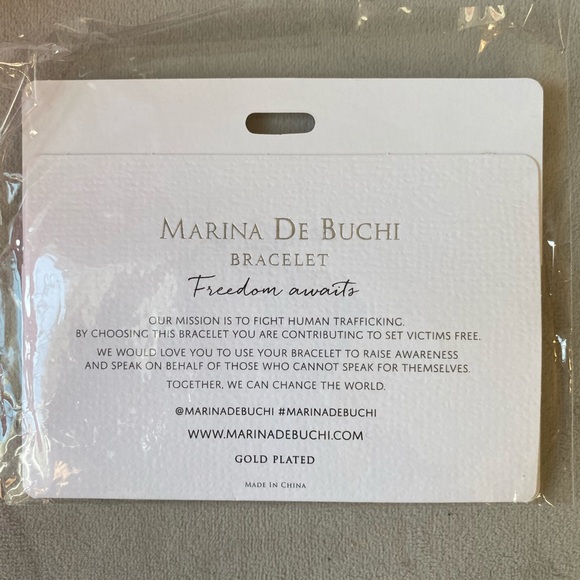 MARINA DE BUCHI
BRACELET
Freedom awaits
OUR MISSION IS TO FIGHT HUMAN TRAFFICKING.
BY CHOOSING THIS BRACELET YOU ARE CONTRIBUTING TO SET VICTIMS FREE.
WE WOULD LOVE YOU TO USE YOUR BRACELET TO RAISE AWARENESS
AND SPEAK ON BEHALF OF THOSE WHO CANNOT SPEAK FOR THEMSELVES.
TOGETHER, WE CAN CHANGE THE WORLD.
@MARINADEBUCHI #MARINADEBUCHI
WWW.MARINADEBUCHI.COM
GOLD PLATED
MADE IN CHINA